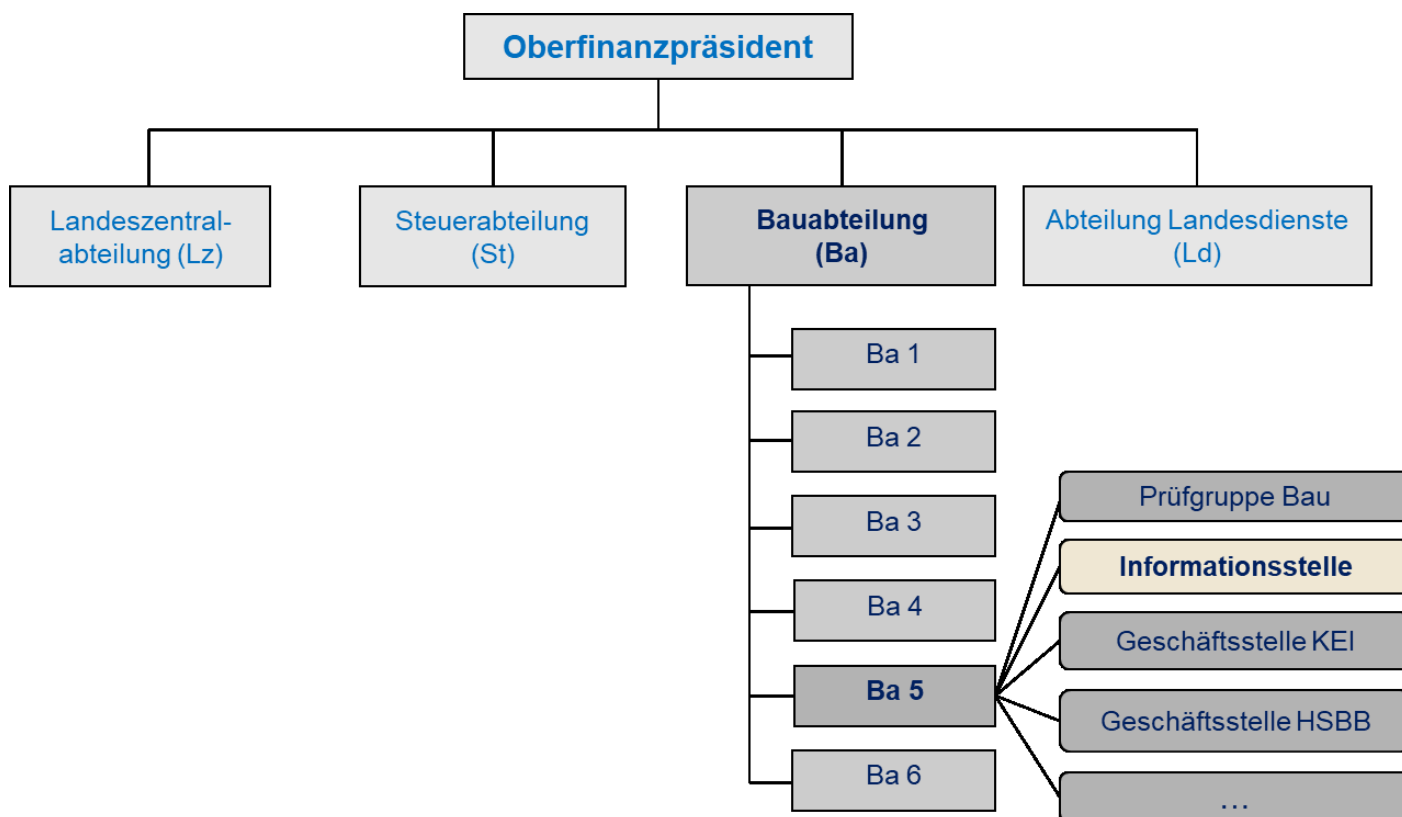 Oberfinanzpräsident
Landeszentral-
abteilung (Lz)
Steuerabteilung
(St)
Bauabteilung
(Ba)
Abteilung Landesdienste
(Ld)
Ba 1
Ba 2
Ba 3
Ba 4
Ba 5
Ba 6
Prüfgruppe Bau
Informationsstelle
Geschäftsstelle KEI
Geschäftsstelle HSBB
...